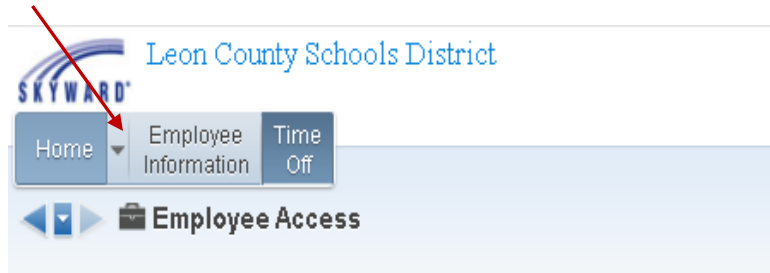 Leon County Schools District
SKYWARD
Home
Employee
Information
Time
Off
Employee Access